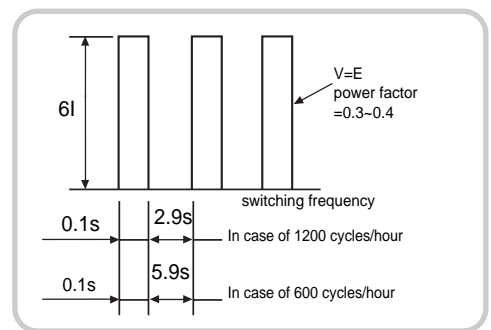 V=E
power factor
=0.3~0.4
6I
switching frequency
0.1s
2.9s
In case of 1200 cycles/hour
0.1s
5.9s
In case of 600 cycles/hour